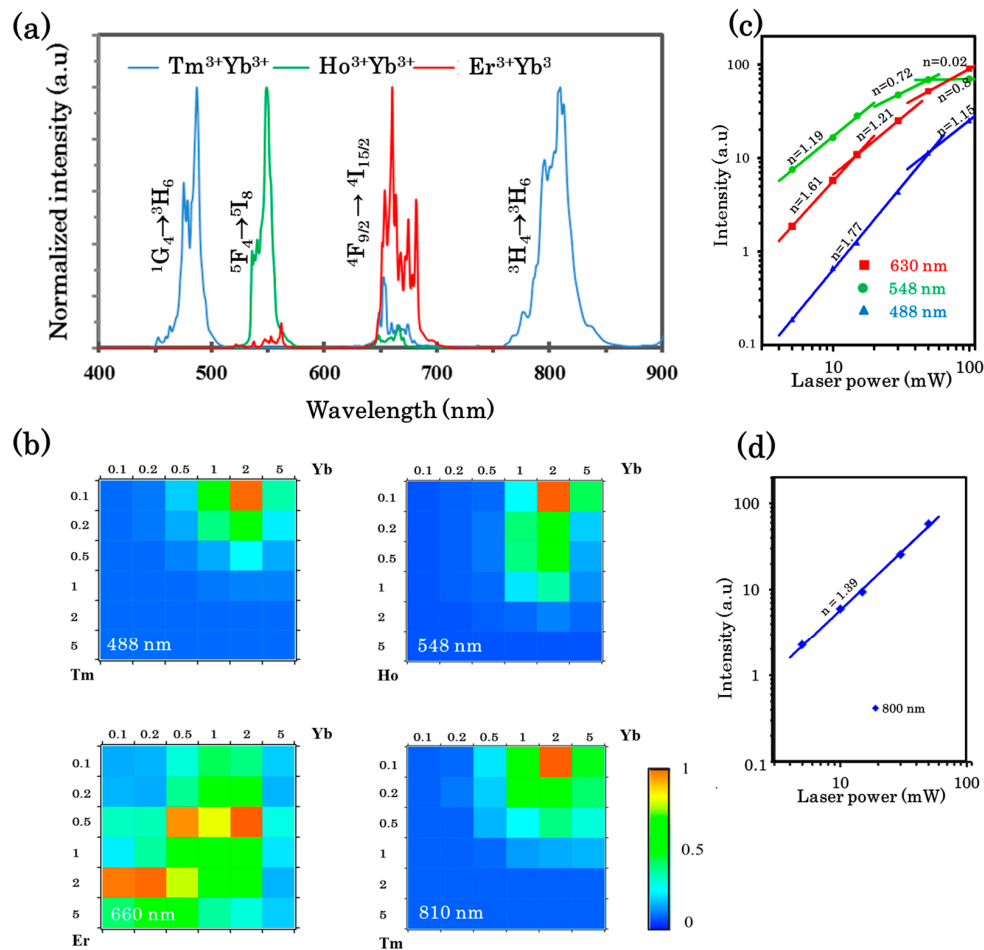 (a)
Normalized intensity (a.u)
Tm³⁺Yb³⁺ Ho³⁺Yb³⁺ Er³⁺Yb³
¹G₄→³H₆
⁵F₄→⁵I₈
⁴F₉/₂ → ⁴I₁₅/₂
³H₄→³H₆
400 500 600 700 800 900
Wavelength (nm)
(c)
Intensity (a.u)
100
10
1
0.1
n=1.19
n=0.72
n=0.02
n=0.8
n=1.21
n=1.61
n=1.15
n=1.77
630 nm
548 nm
488 nm
10 100
Laser power (mW)
(b)
0.1 0.2 0.5 1 2 5 Yb
0.1
0.2
0.5
1
2
5
488 nm
Tm
0.1 0.2 0.5 1 2 5 Yb
0.1
0.2
0.5
1
2
5
548 nm
Ho
0.1 0.2 0.5 1 2 5 Yb
0.1
0.2
0.5
1
2
5
660 nm
Er
0.1 0.2 0.5 1 2 5 Yb
0.1
0.2
0.5
1
2
5
810 nm
Tm
1
0.5
0
(d)
Intensity (a.u)
100
10
1
0.1
n = 1.39
800 nm
10 100
Laser power (mW)